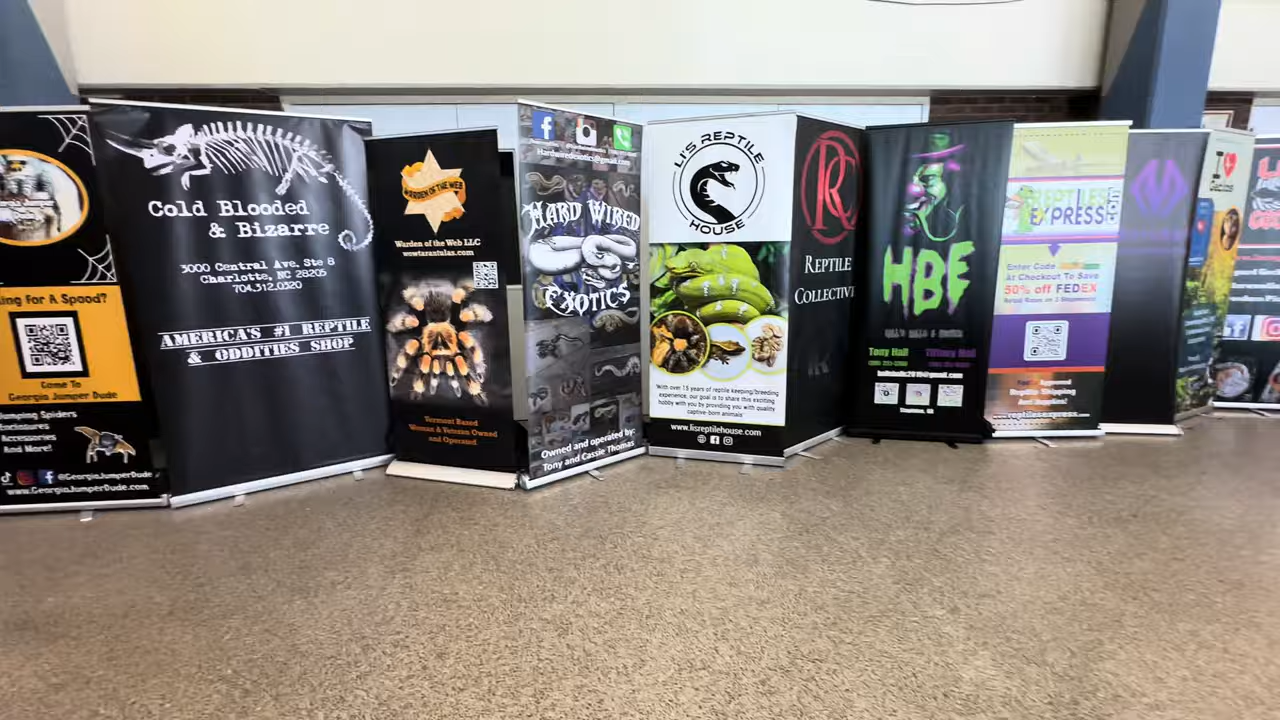 ing For A Spood?
Come To
Georgia Jumper Dude
Jumping Spiders
Enclosures
Accessories
And More!
@GeorgiaJumperDude
www.GeorgiaJumperDude.com
Cold Blooded
& Bizarre
3000 Central Ave. Ste 8
Charlotte, NC 28205
704.312.0320
AMERICA'S #1 REPTILE
& ODDITIES SHOP
WARDEN OF THE WEB
Warden of the Web LLC
wowtarantulas.com
Vermont Based
Woman & Veteran Owned
and Operated
Hardwiredexotics@gmail.com
HARD WIRED
EXOTICS
Owned and operated by:
Tony and Cassie Thomas
LI'S REPTILE
HOUSE
With over 15 years of reptile keeping/breeding
experience, our goal is to share this exciting
hobby with you by providing you with quality
captive-born animals
www.lisreptilehouse.com
RC
REPTILE
COLLECTIV
HBE
Tony Hall
Tiffany Hall
REPTILES
EXPRESS
Enter Code
At Checkout To Save
50% off FEDEX
Approved
Reptile Shipping
I